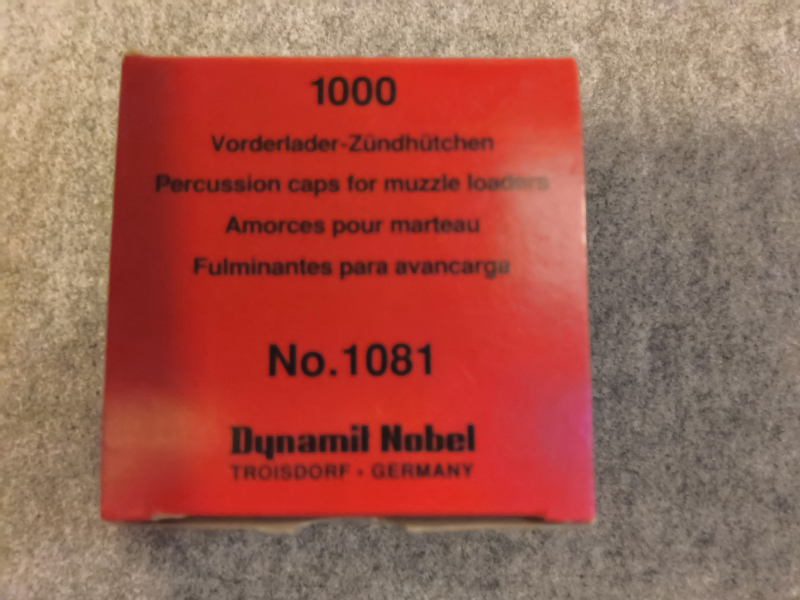 1000
Vorderlader-Zündhütchen
Percussion caps for muzzle loaders
Amorces pour marteau
Fulminantes para avancarga
No.1081
Dynamit Nobel
TROISDORF · GERMANY